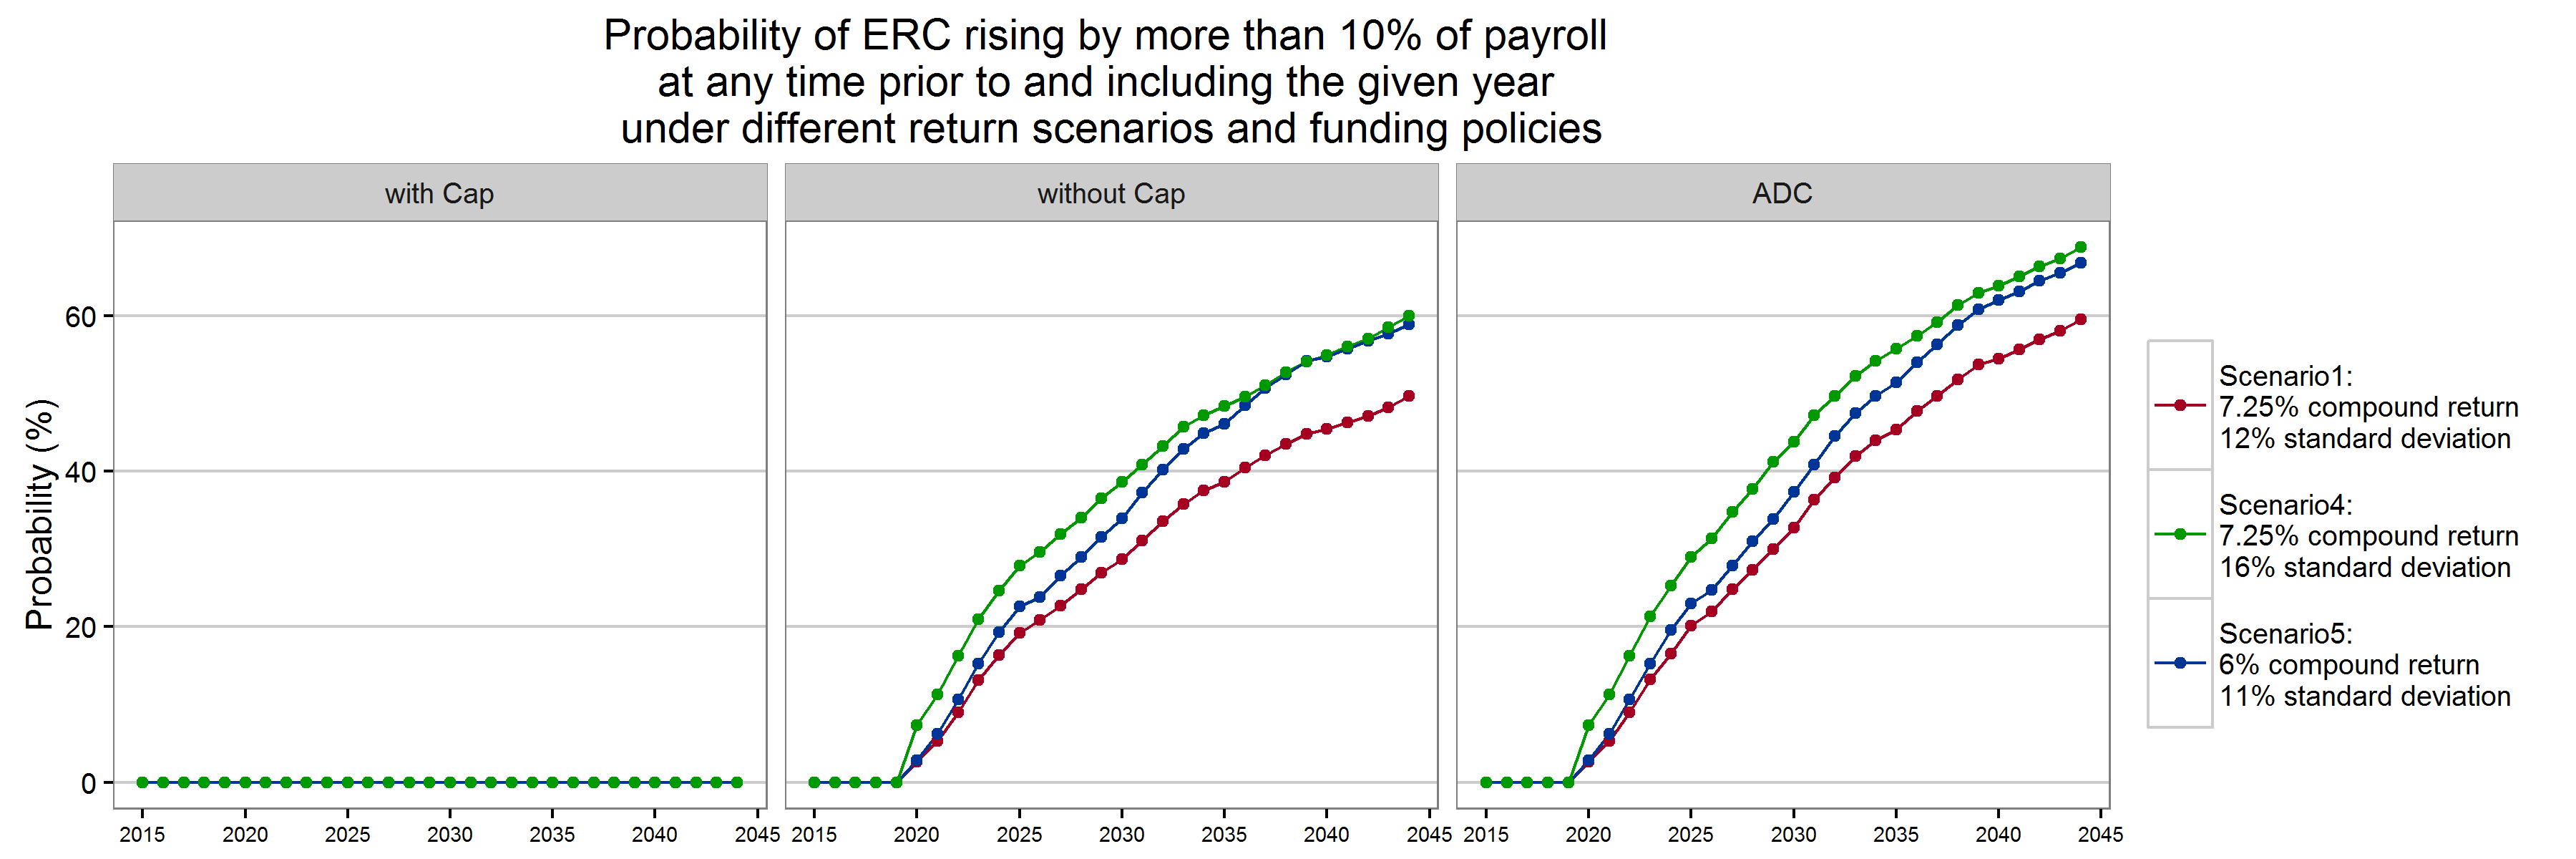 Probability of ERC rising by more than 10% of payroll
at any time prior to and including the given year
under different return scenarios and funding policies
with Cap
without Cap
ADC
Probability (%)
60
40
20
0
2015 2020 2025 2030 2035 2040 2045
2015 2020 2025 2030 2035 2040 2045
2015 2020 2025 2030 2035 2040 2045
Scenario1:
7.25% compound return
12% standard deviation
Scenario4:
7.25% compound return
16% standard deviation
Scenario5:
6% compound return
11% standard deviation